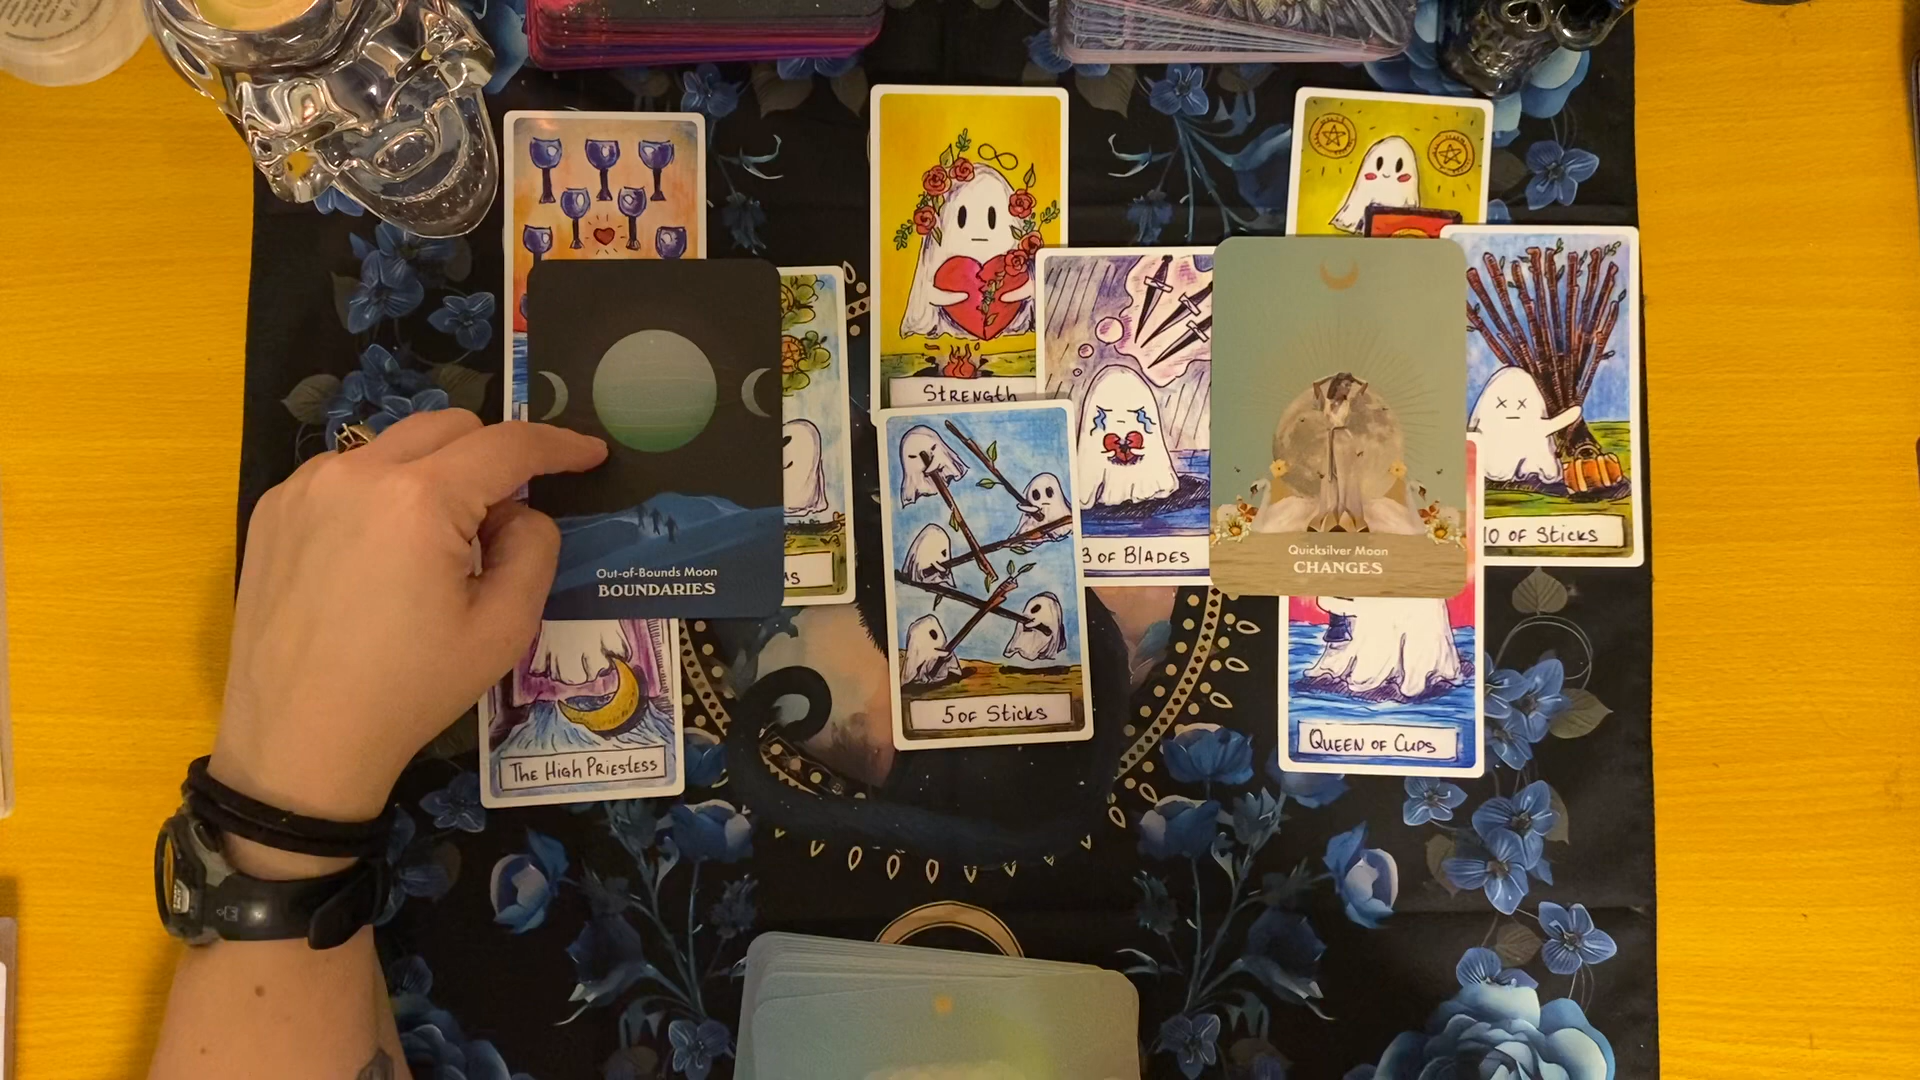 STRENGTH
3 OF BLADES
10 OF STICKS
Out-of-Bounds Moon
BOUNDARIES
Quicksilver Moon
CHANGES
5 OF STICKS
QUEEN OF CUPS
THE HIGH PRIESTESS